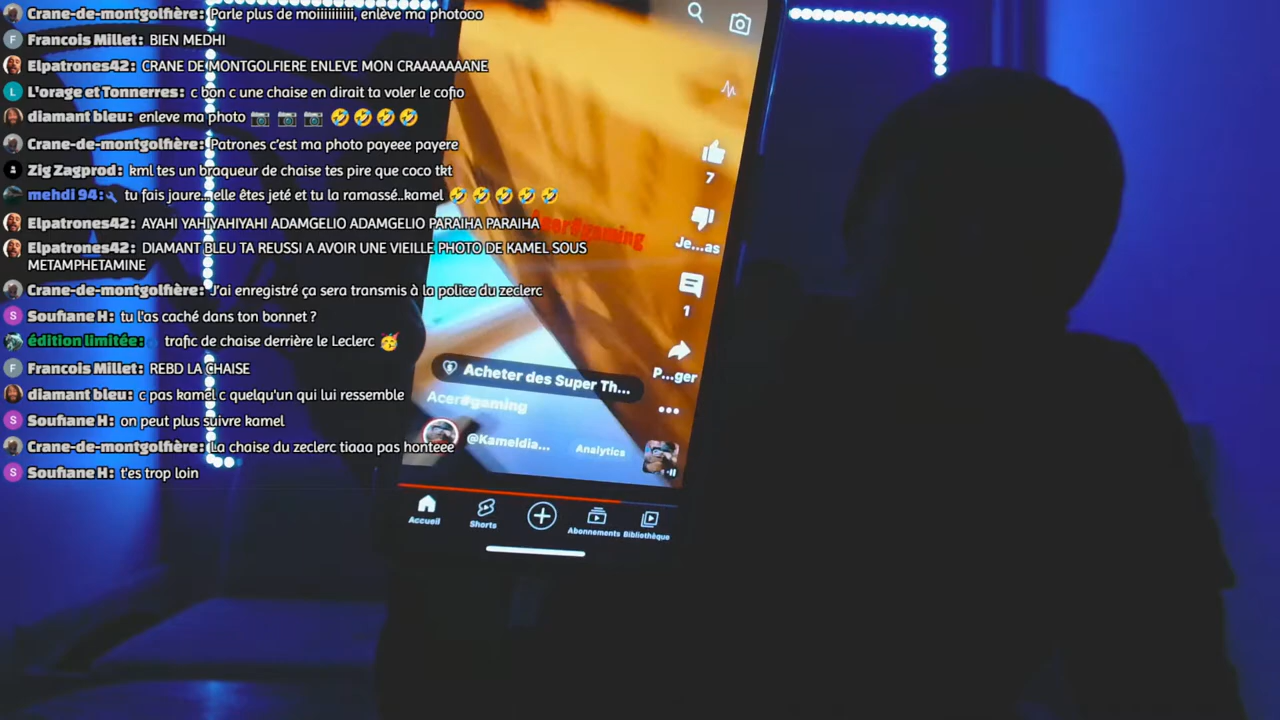 Crane-de-montgolfière: Parle plus de moiiiiiiiiii, enlève ma photooo
Francois Millet: BIEN MEDHI
Elpatrones42: CRANE DE MONTGOLFIERE ENLEVE MON CRAAAAAAANE
L'orage et Tonnerres: c bon c une chaise en dirait ta voler le cofio
diamant bleu: enleve ma photo 📷 📷 📷 🤣 🤣 🤣 🤣
Crane-de-montgolfière: Patrones c'est ma photo payeee payere
Zig Zagprod: kml tes un braqueur de chaise tes pire que coco tkt
mehdi 94: tu fais jaure...elle êtes jeté et tu la ramassé..kamel 🤣 🤣 🤣 🤣 🤣
Elpatrones42: AYAHI YAHIYAHIYAHI ADAMGELIO ADAMGELIO PARAIHA PARAIHA
Elpatrones42: DIAMANT BLEU TA REUSSI A AVOIR UNE VIEILLE PHOTO DE KAMEL SOUS
METAMPHETAMINE
Crane-de-montgolfière: J'ai enregistré ça sera transmis à la police du zeclerc
Soufiane H: tu l'as caché dans ton bonnet ?
édition limitée: trafic de chaise derrière le Leclerc 🥳
Francois Millet: REBD LA CHAISE
diamant bleu: c pas kamel c quelqu'un qui lui ressemble
Soufiane H: on peut plus suivre kamel
Crane-de-montgolfière: La chaise du zeclerc tiaaa pas honteee
Soufiane H: t'es trop loin
Acer#gaming
7
Je...as
1
P...ger
Acheter des Super Th...
Acer#gaming
@Kameldia...
Analytics
Accueil
Shorts
Abonnements
Bibliothèque